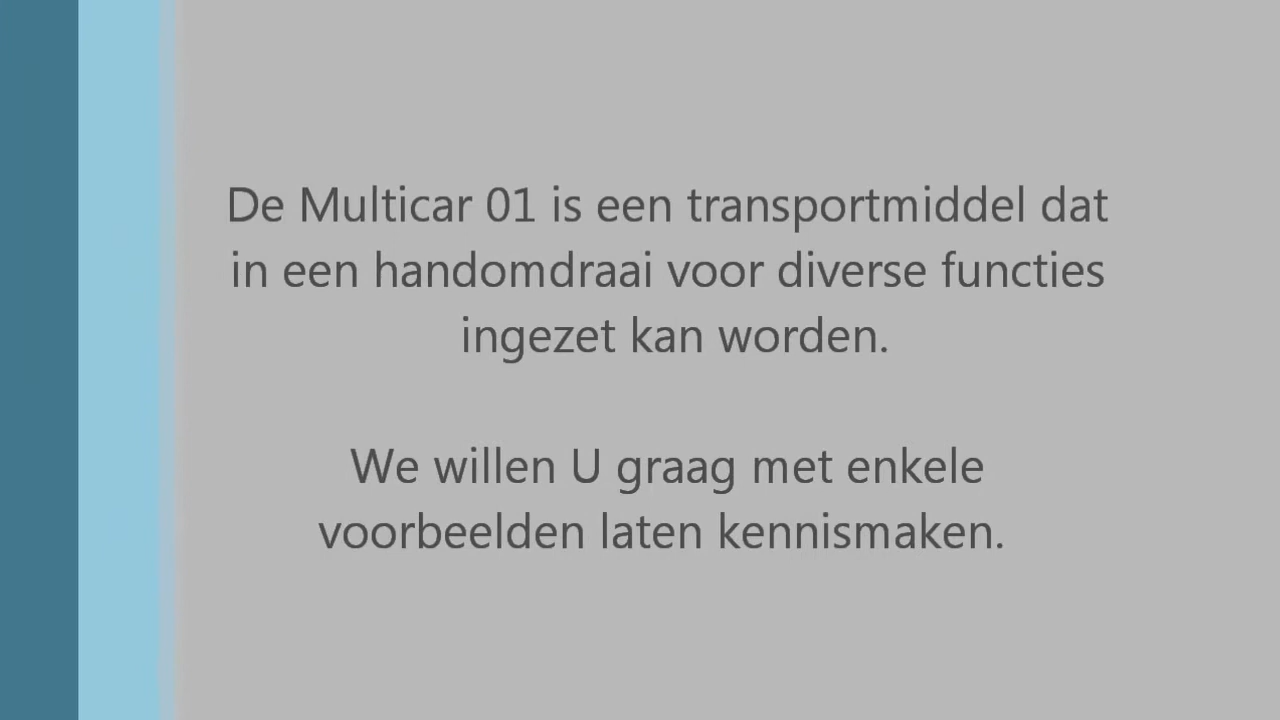 De Multicar 01 is een transportmiddel dat
in een handomdraai voor diverse functies
ingezet kan worden.
We willen U graag met enkele
voorbeelden laten kennismaken.